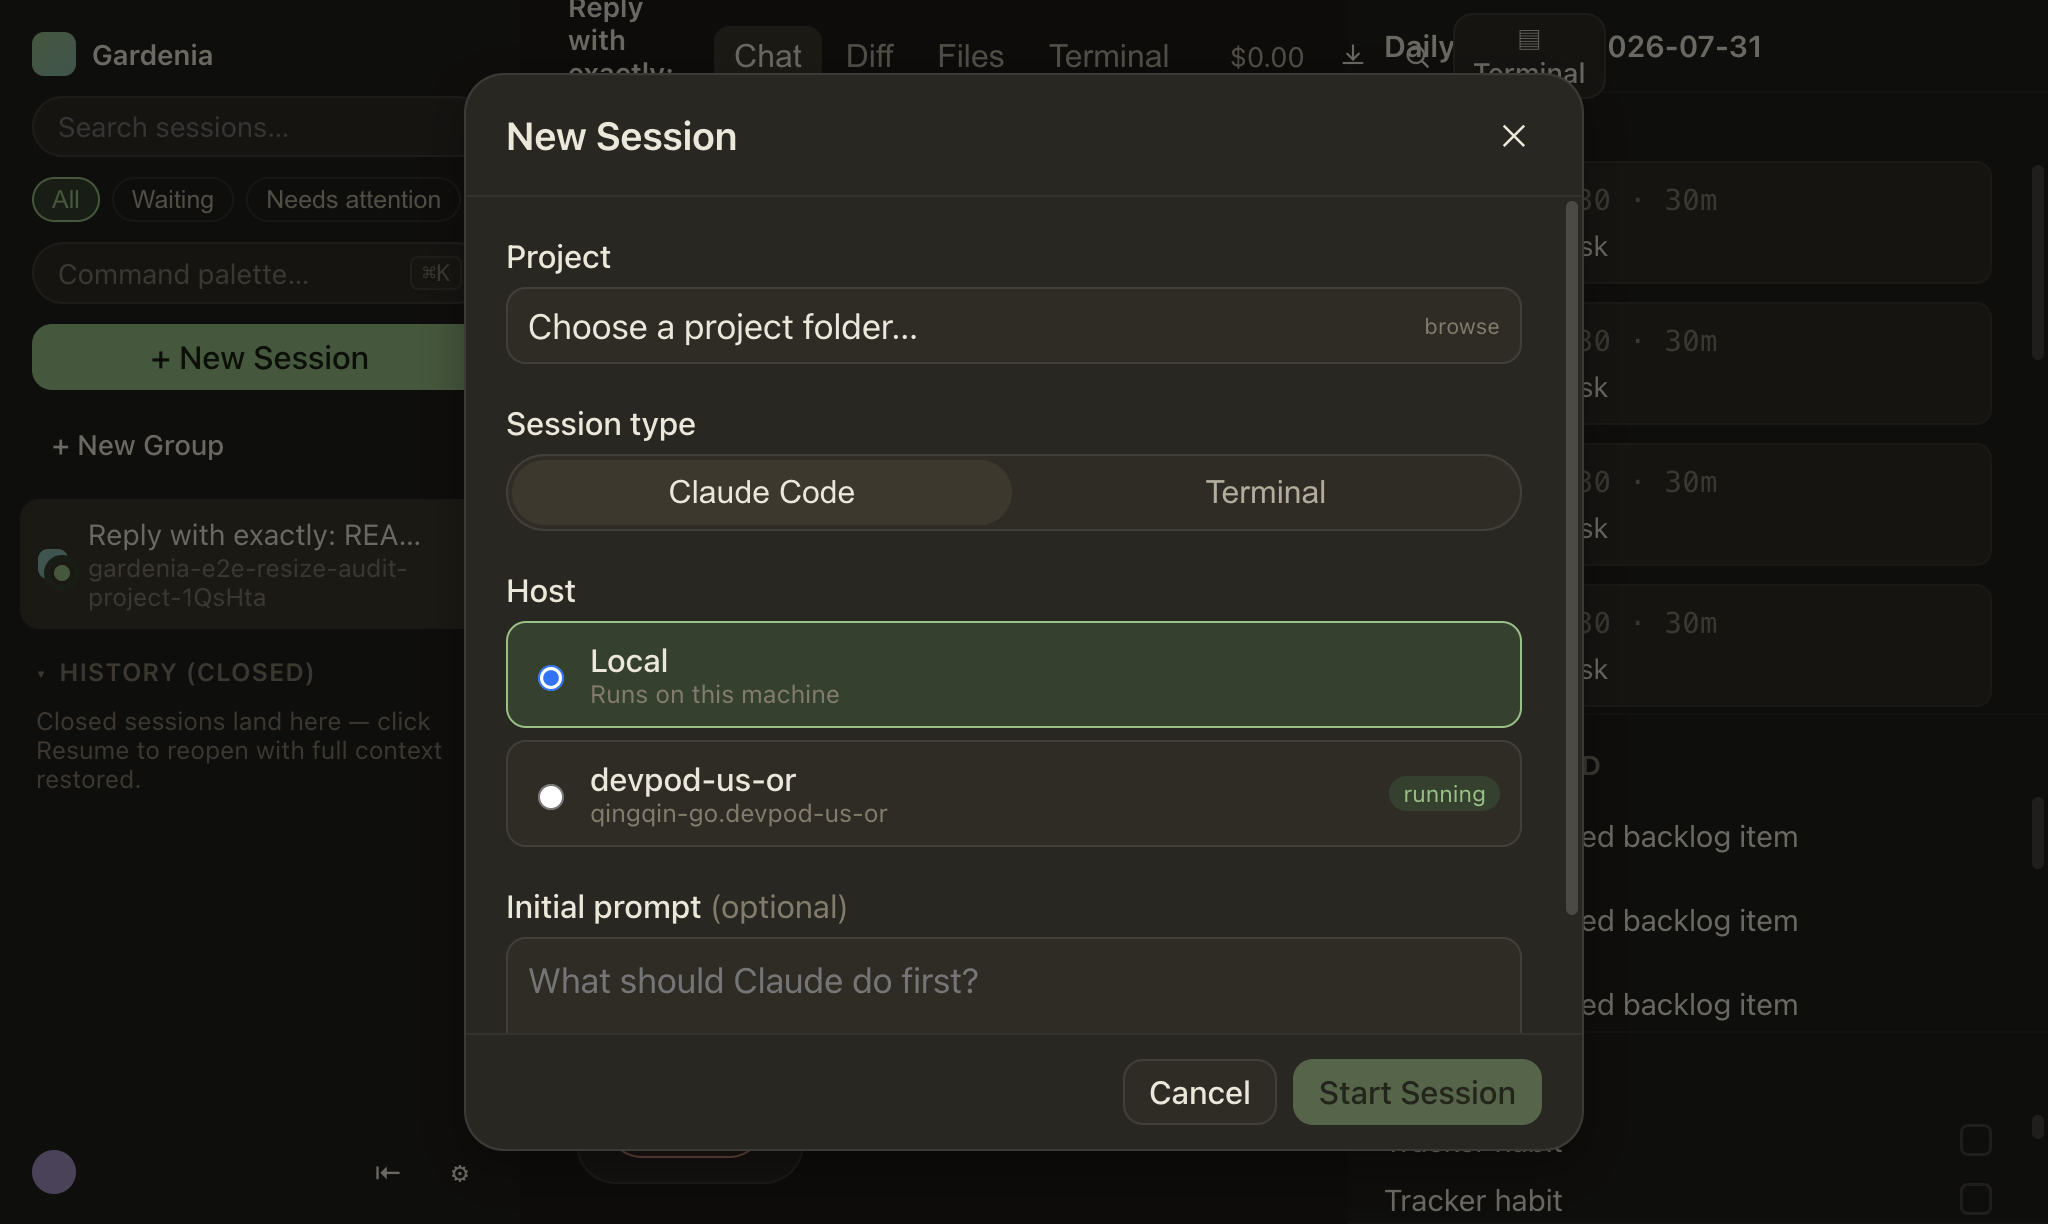 Gardenia
Search sessions...
All
Waiting
Needs attention
Command palette...
⌘K
+ New Session
+ New Group
Reply with exactly: REA...
gardenia-e2e-resize-audit-
project-1QsHta
▾ HISTORY (CLOSED)
Closed sessions land here — click
Resume to reopen with full context
restored.
Reply
with
exactly:
Chat
Diff
Files
Terminal
$0.00
Daily
Terminal
026-07-31
New Session
Project
Choose a project folder...
browse
Session type
Claude Code
Terminal
Host
Local
Runs on this machine
devpod-us-or
qingqin-go.devpod-us-or
running
Initial prompt (optional)
What should Claude do first?
Cancel
Start Session
30 · 30m
sk
30 · 30m
sk
30 · 30m
sk
30 · 30m
sk
D
ed backlog item
ed backlog item
ed backlog item
Tracker habit
Tracker habit